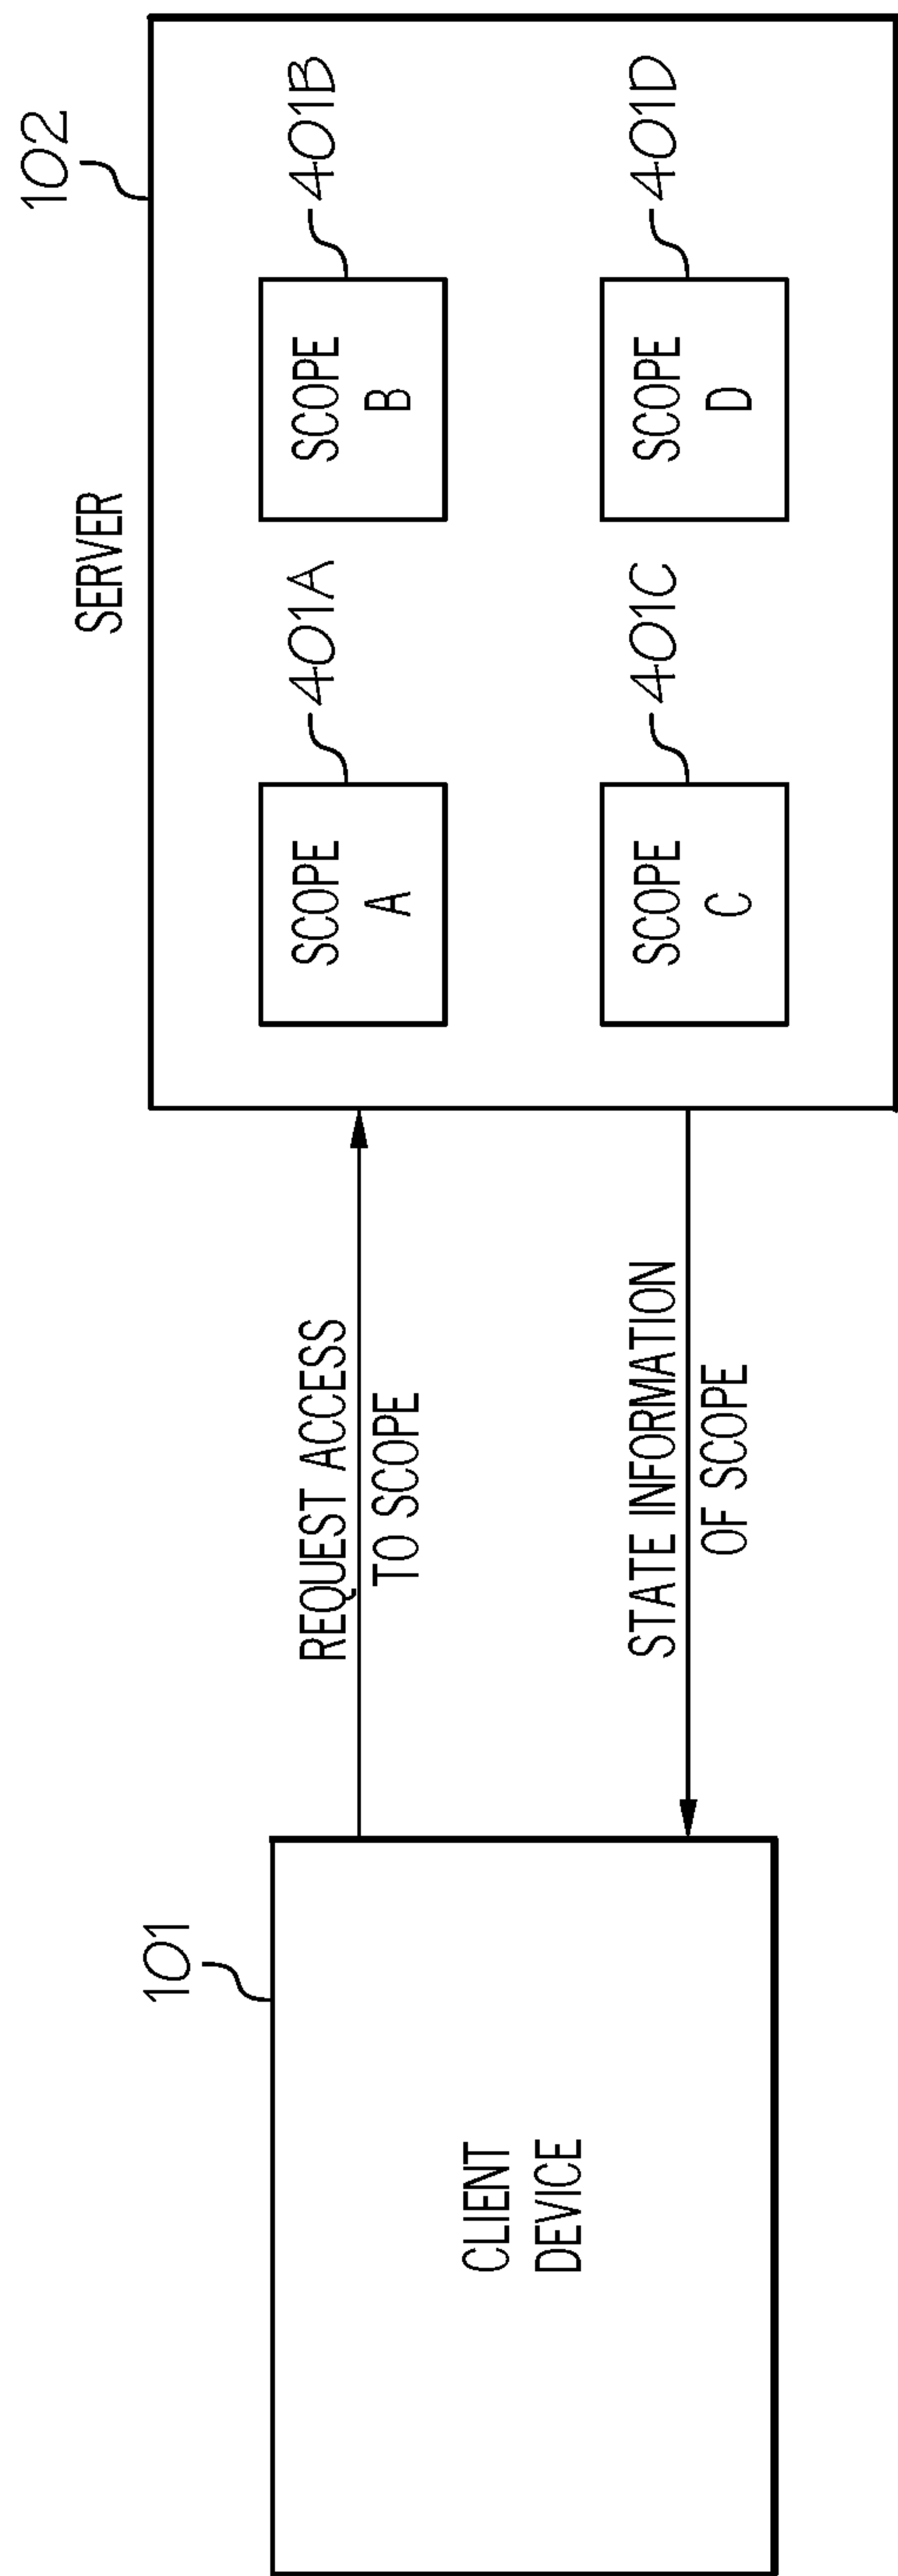 102
SERVER
SCOPE
A
401A
SCOPE
B
401B
SCOPE
C
401C
SCOPE
D
401D
REQUEST ACCESS
TO SCOPE
STATE INFORMATION
OF SCOPE
101
CLIENT
DEVICE